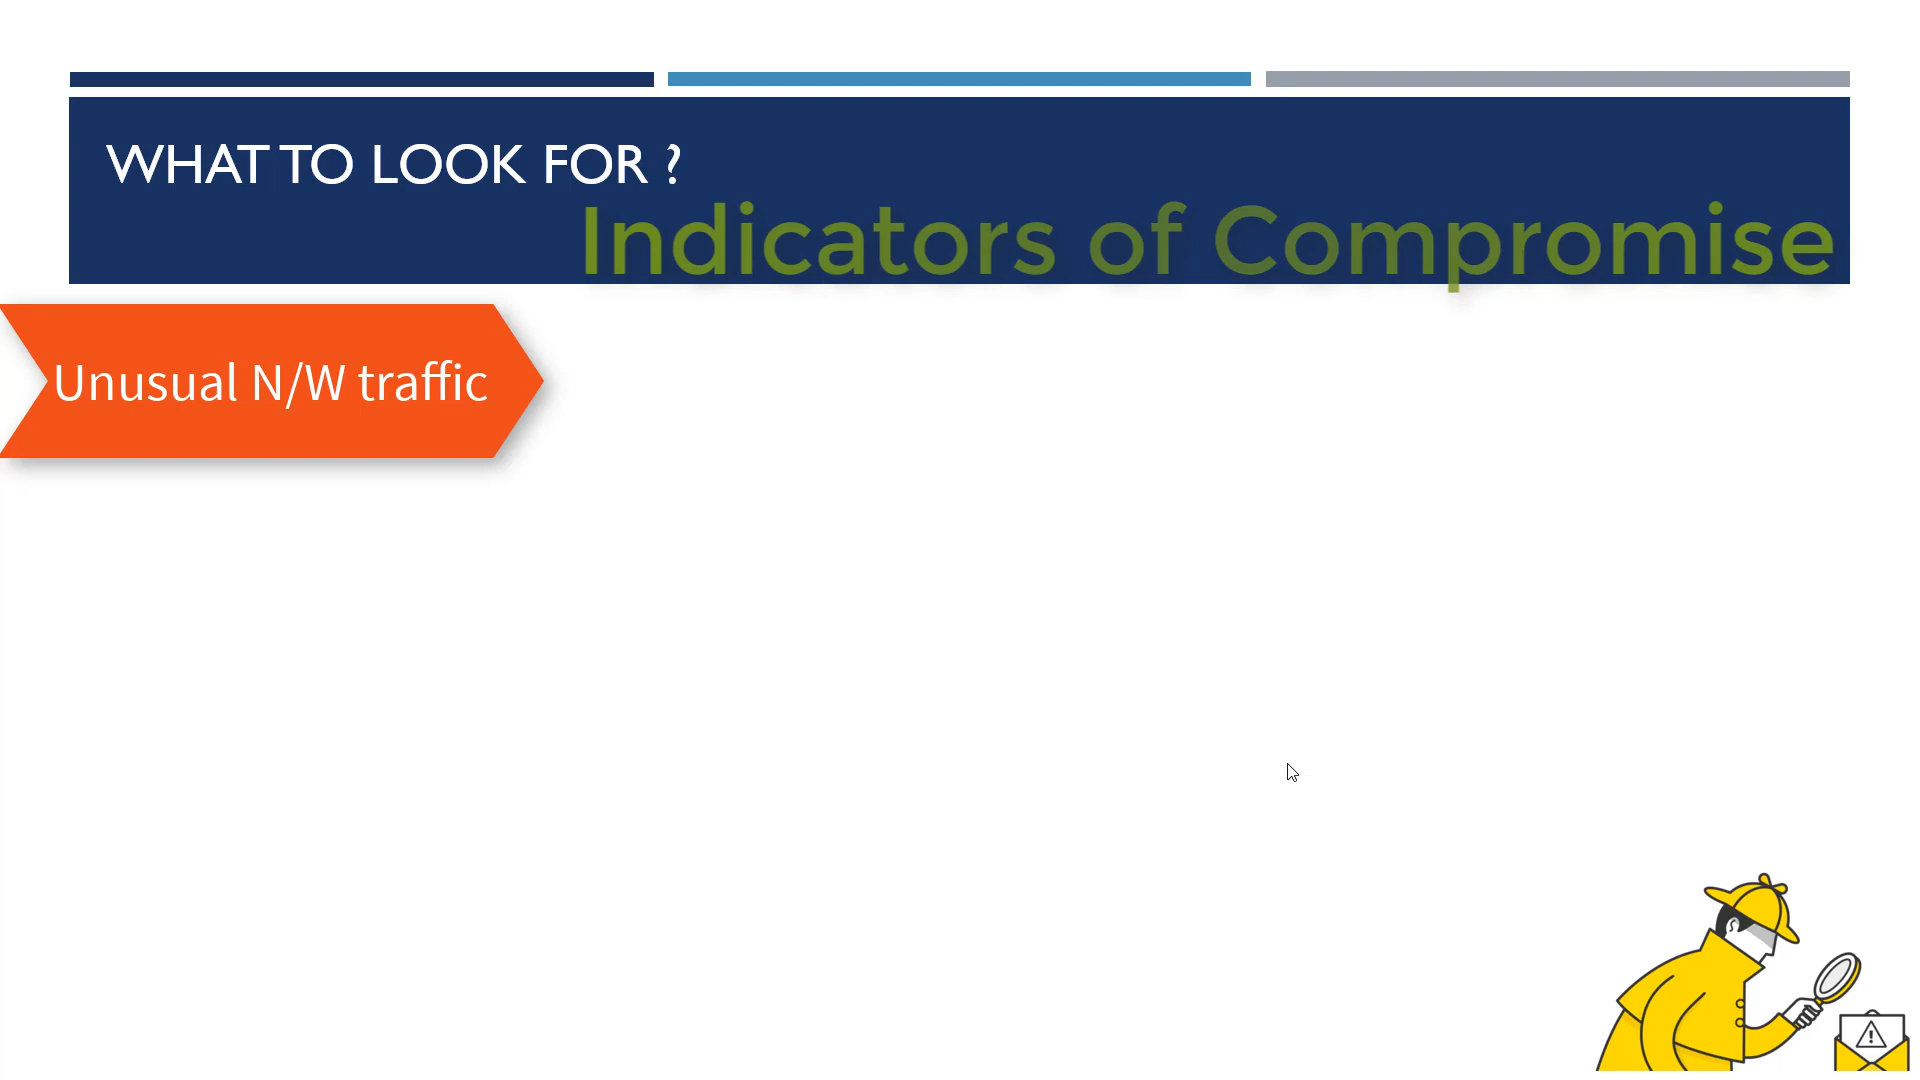 WHAT TO LOOK FOR ?
Indicators of Compromise
Unusual N/W traffic